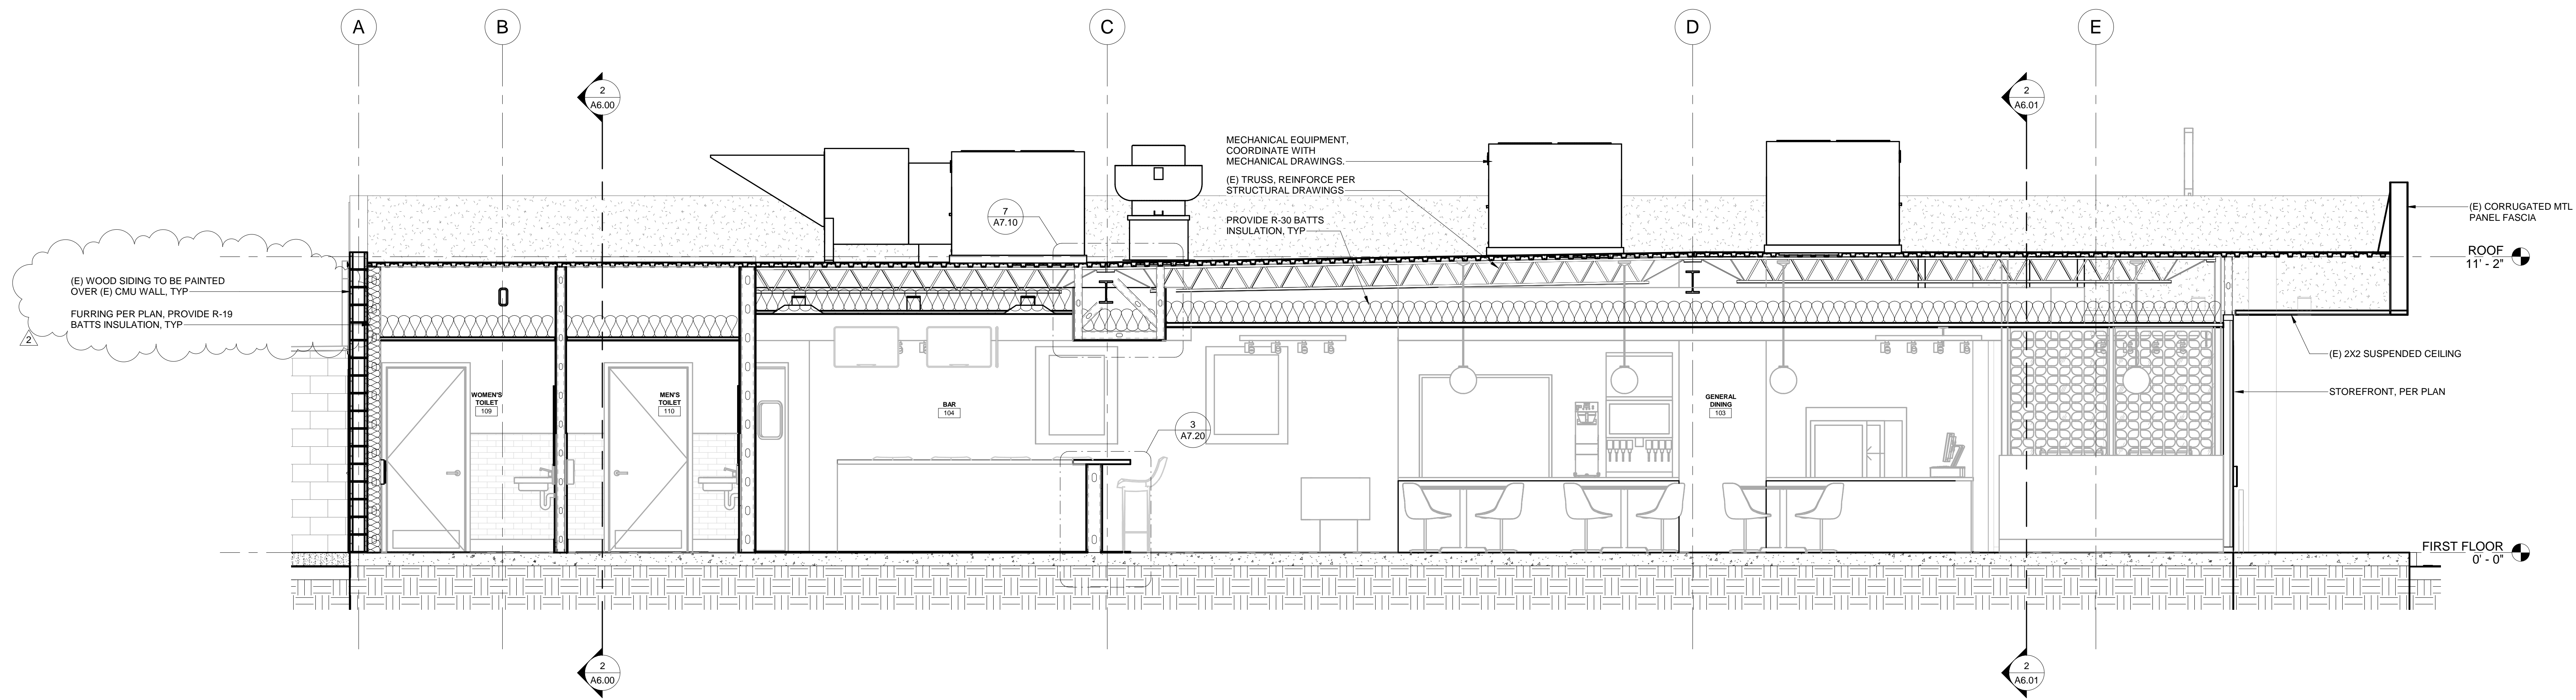 A
B
C
D
E
2
A6.00
2
A6.01
MECHANICAL EQUIPMENT,
COORDINATE WITH
MECHANICAL DRAWINGS.
(E) TRUSS, REINFORCE PER
STRUCTURAL DRAWINGS
PROVIDE R-30 BATTS
INSULATION, TYP
7
A7.10
(E) CORRUGATED MTL
PANEL FASCIA
ROOF
11' - 2"
(E) WOOD SIDING TO BE PAINTED
OVER (E) CMU WALL, TYP
FURRING PER PLAN, PROVIDE R-19
BATTS INSULATION, TYP
2
(E) 2X2 SUSPENDED CEILING
STOREFRONT, PER PLAN
WOMEN'S
TOILET
109
MEN'S
TOILET
110
BAR
104
GENERAL
DINING
103
3
A7.20
FIRST FLOOR
0' - 0"
2
A6.00
2
A6.01